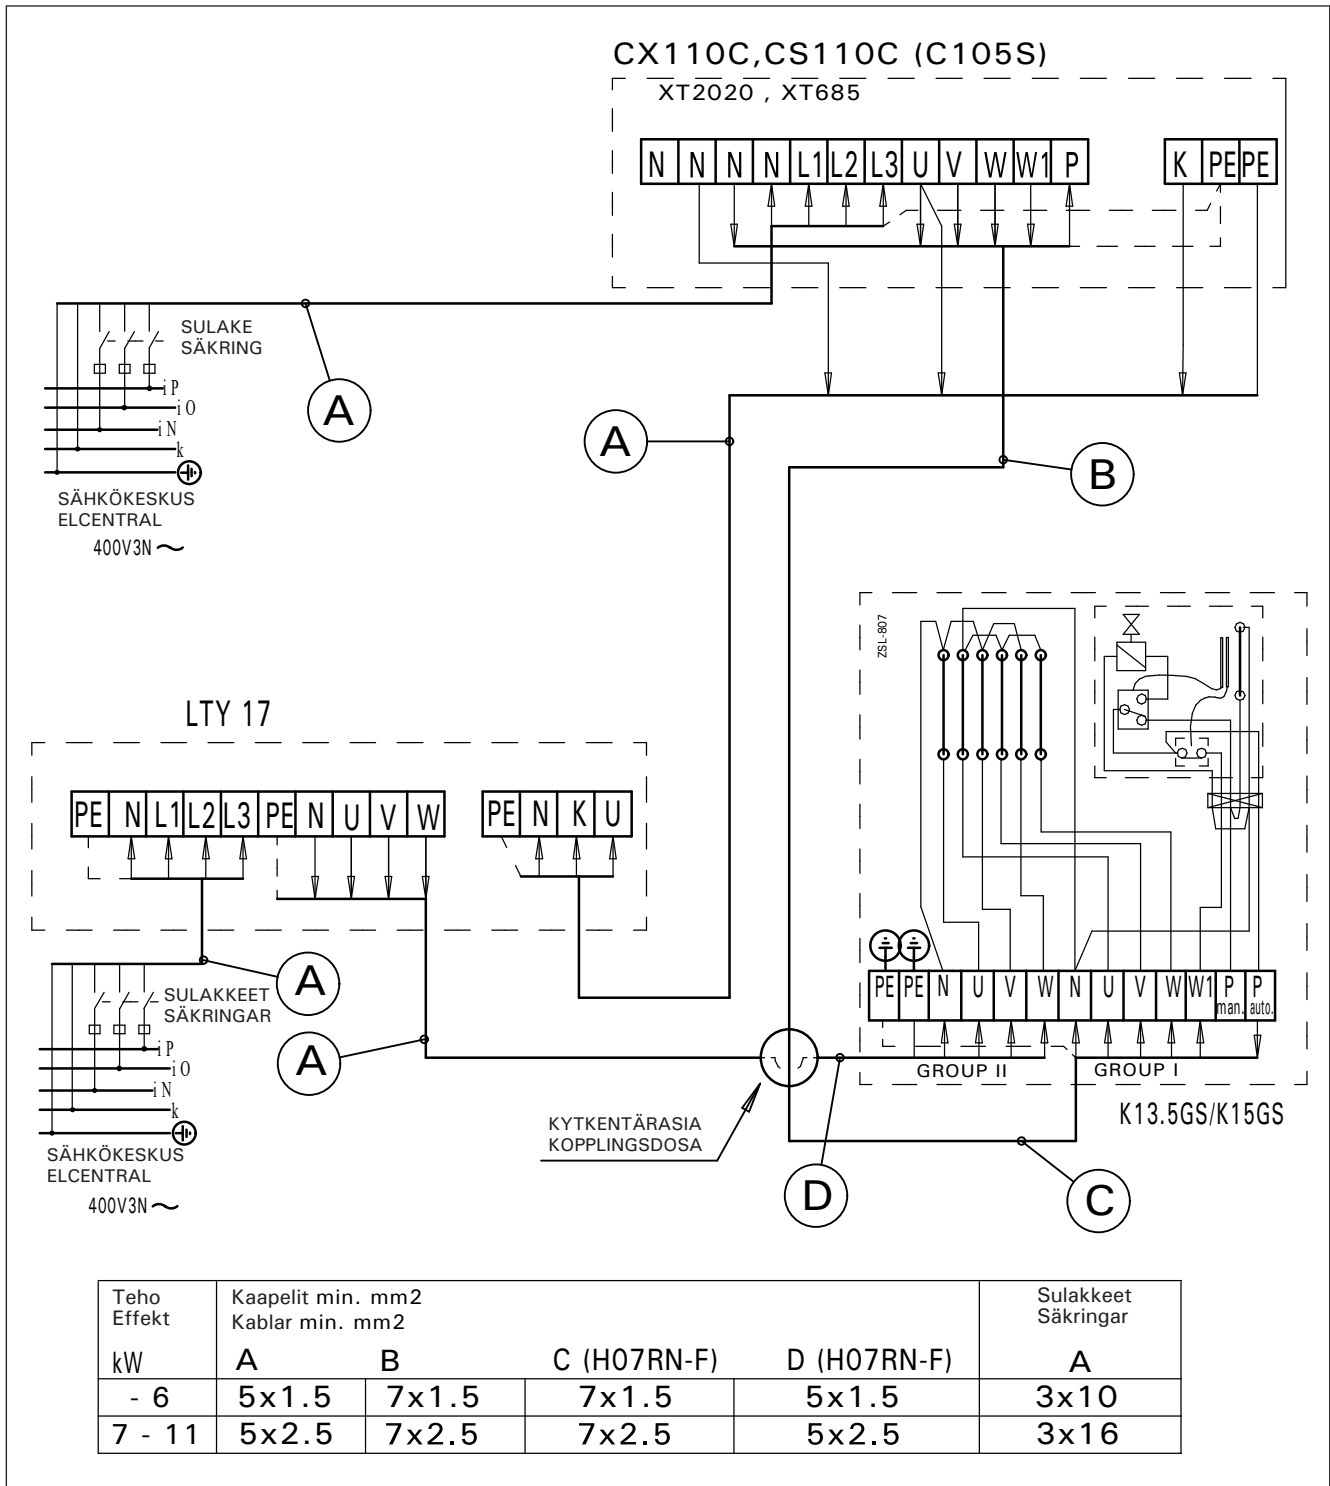 CX110C,CS110C (C105S)
XT2020 , XT685
N N N N L1 L2 L3 U V W W1 P
K PE PE
SULAKE
SÄKRING
A
iP
iO
iN
k
SÄHKÖKESKUS
ELCENTRAL
400V3N ~
A
B
ZSL-807
LTY 17
PE N L1 L2 L3 PE N U V W
PE N K U
A
SULAKKEET
SÄKRINGAR
A
iP
iO
iN
k
SÄHKÖKESKUS
ELCENTRAL
400V3N ~
PE PE N U V W N U V W W1 P man. P auto.
GROUP II
GROUP I
K13.5GS/K15GS
KYTKENTÄRASIA
KOPPLINGSDOSA
D
C
Teho
Effekt
kW
Kaapelit min. mm2
Kablar min. mm2
Sulakkeet
Säkringar
A B C (H07RN-F) D (H07RN-F) A
- 6 5x1.5 7x1.5 7x1.5 5x1.5 3x10
7 - 11 5x2.5 7x2.5 7x2.5 5x2.5 3x16